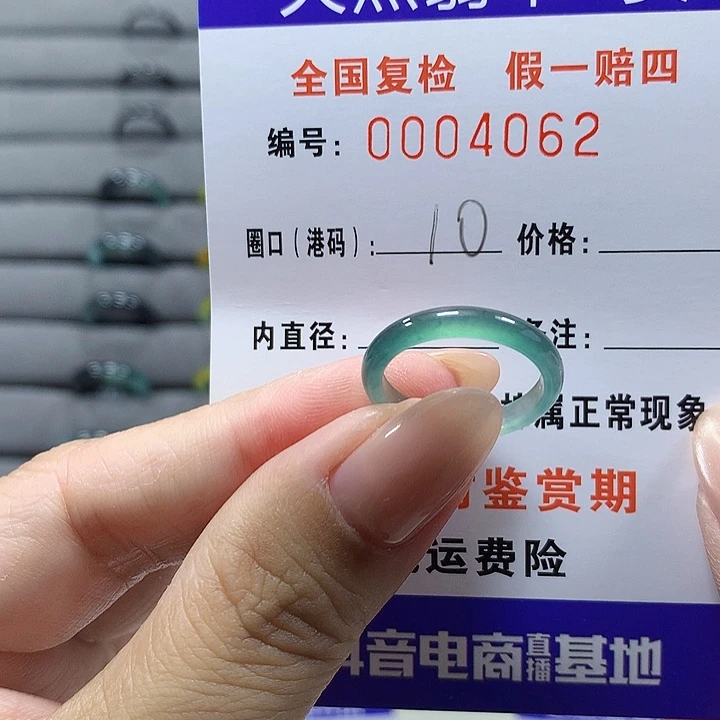 全国复检 假一赔四
编号: 0004062
圈口(港码): 10 价格:
内直径: 备注:
属正常现象
鉴赏期
运费险
抖音电商直播基地